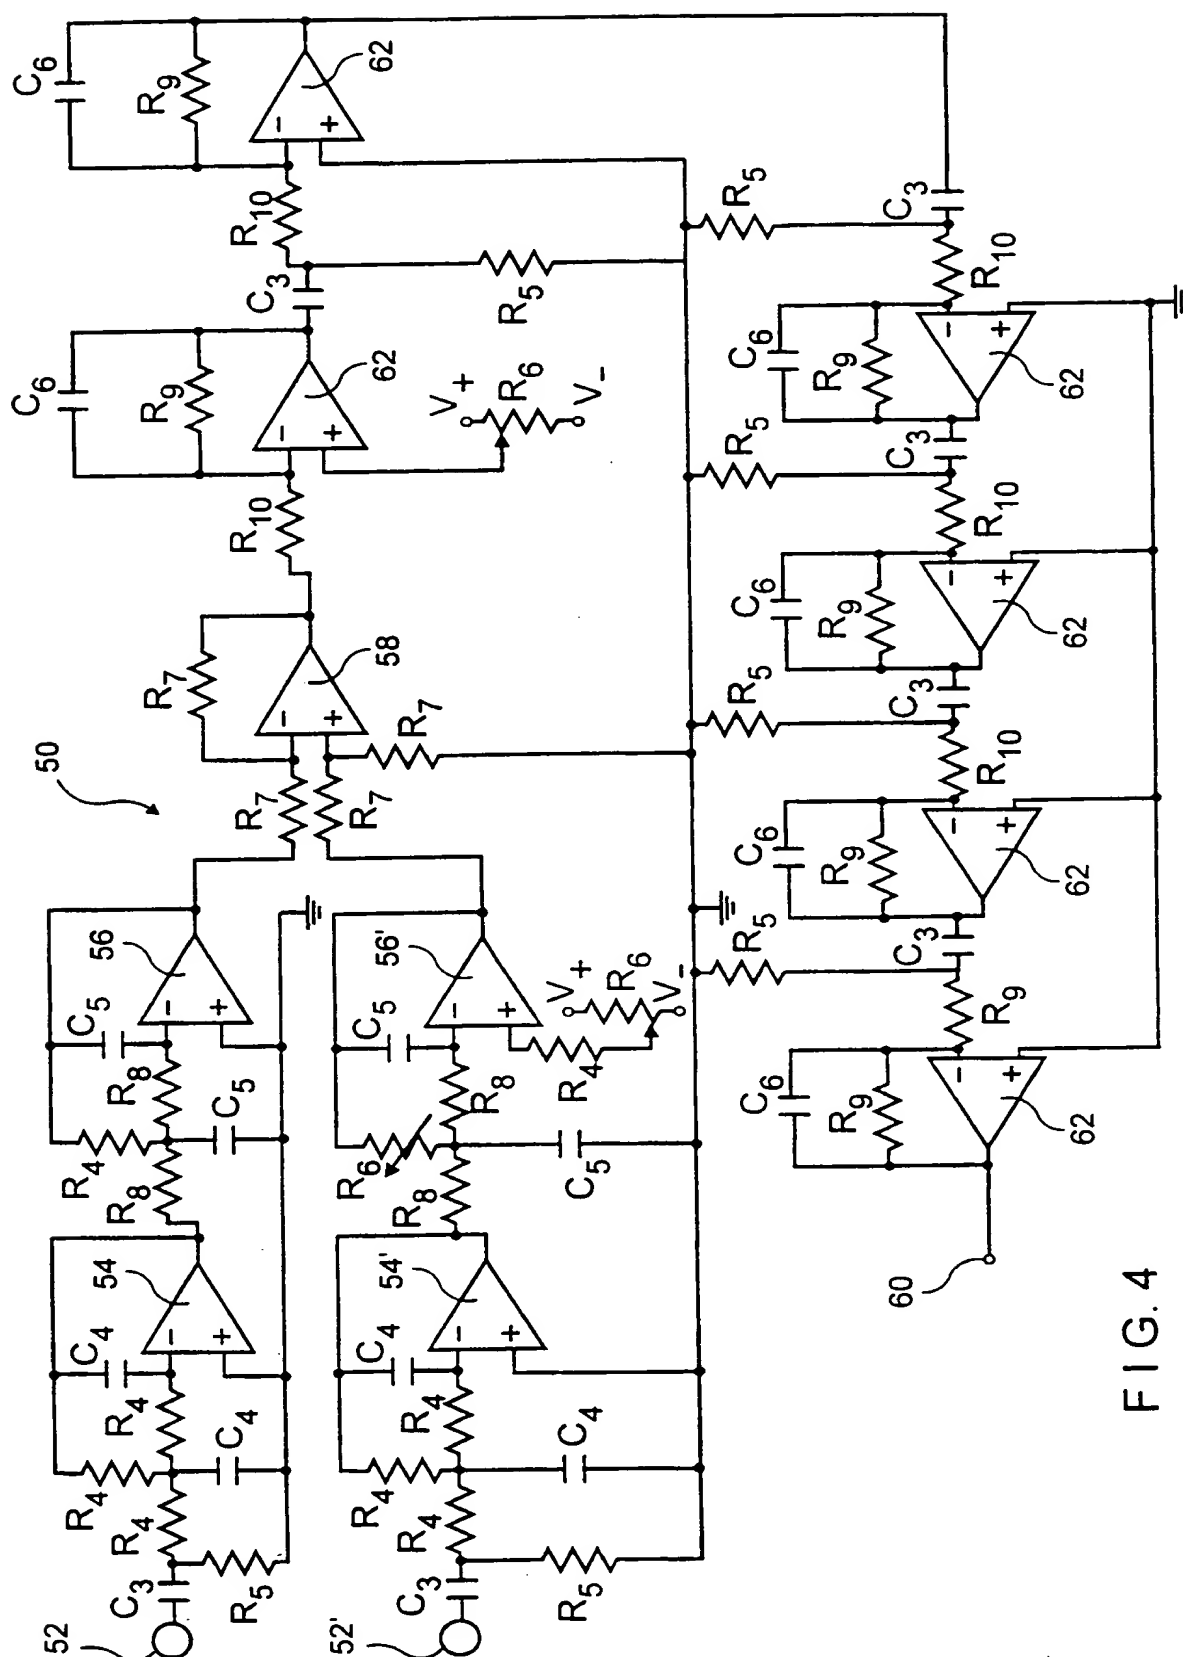 50
52
C3
R5
R4
R4
R4
C4
C4
54
-
+
R8
R4
R8
C5
C5
56
-
+
52'
C3
R5
R4
R4
R4
C4
C4
54'
-
+
R8
R6
R8
C5
C5
56'
-
+
R4
V+
R6
V-
R7
R7
R7
R7
58
-
+
R10
C6
R9
62
-
+
V+
R6
V-
C3
R5
R10
C6
R9
62
-
+
R5
C3
R10
C6
R9
62
-
+
R5
C3
R10
C6
R9
62
-
+
R5
C3
R10
C6
R9
62
-
+
R5
C3
R9
C6
R9
62
-
+
60
FIG. 4